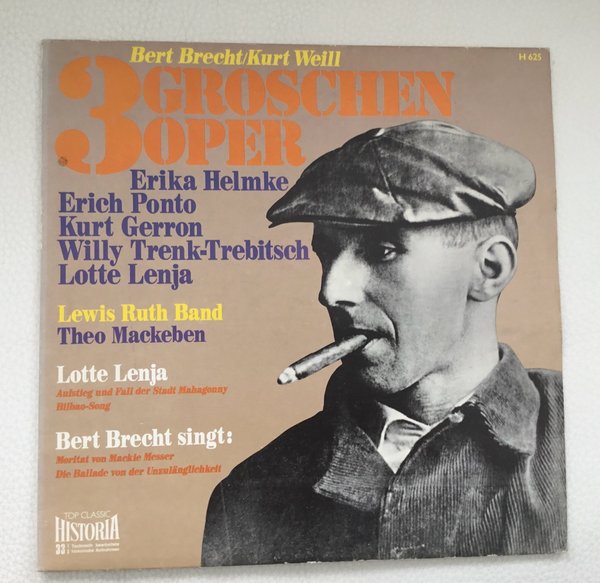 Bert Brecht/Kurt Weill
H 625
3 GROSCHEN
OPER
Erika Helmke
Erich Ponto
Kurt Gerron
Willy Trenk-Trebitsch
Lotte Lenja
Lewis Ruth Band
Theo Mackeben
Lotte Lenja
Aufstieg und Fall der Stadt Mahagonny
Bilbao-Song
Bert Brecht singt:
Moritat von Mackie Messer
Die Ballade von der Unzulänglichkeit
TOP CLASSIC
HISTORIA
33